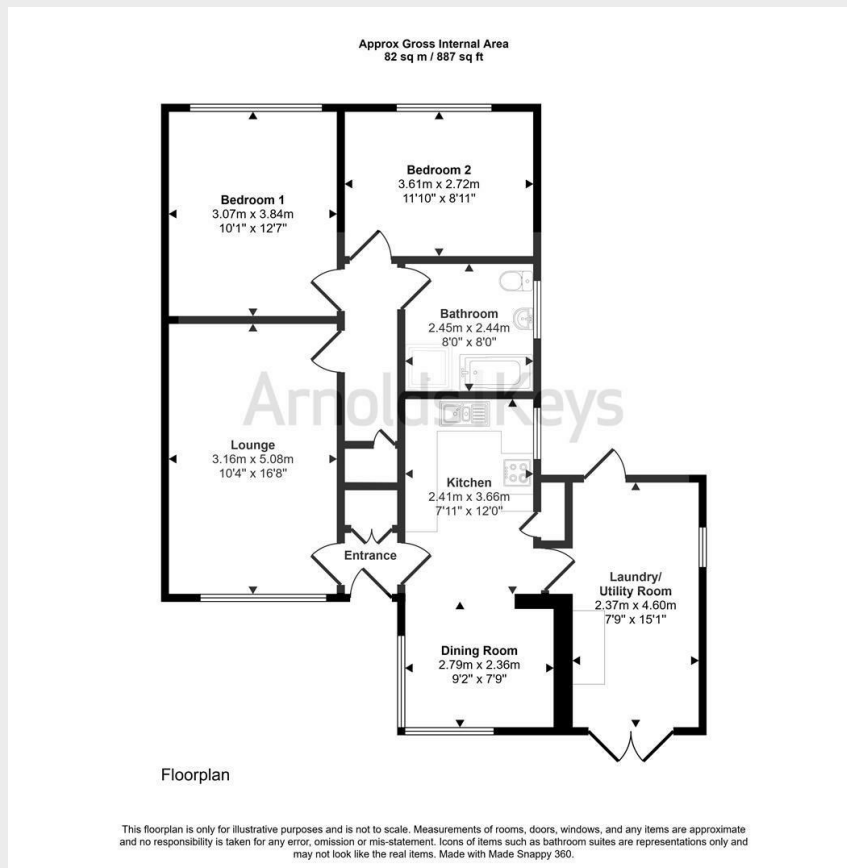 Approx Gross Internal Area
82 sq m / 887 sq ft
Bedroom 1
3.07m x 3.84m
10'1" x 12'7"
Bedroom 2
3.61m x 2.72m
11'10" x 8'11"
Bathroom
2.45m x 2.44m
8'0" x 8'0"
Arnolds | Keys
Lounge
3.16m x 5.08m
10'4" x 16'8"
Kitchen
2.41m x 3.66m
7'11" x 12'0"
Entrance
Laundry/
Utility Room
2.37m x 4.60m
7'9" x 15'1"
Dining Room
2.79m x 2.36m
9'2" x 7'9"
Floorplan
This floorplan is only for illustrative purposes and is not to scale. Measurements of rooms, doors, windows, and any items are approximate
and no responsibility is taken for any error, omission or mis-statement. Icons of items such as bathroom suites are representations only and
may not look like the real items. Made with Made Snappy 360.